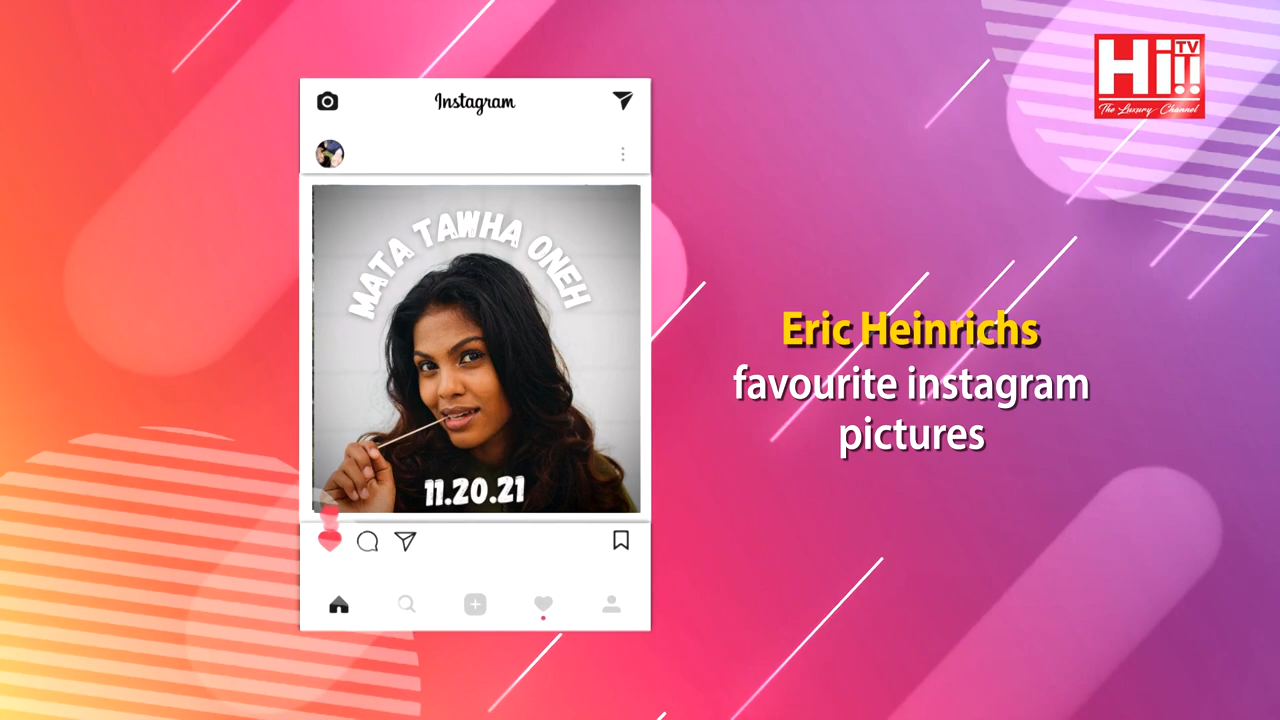 Hi!!
TV
The Luxury Channel
Instagram
MATA TAWHA ONEH
11.20.21
Eric Heinrichs
favourite instagram
pictures